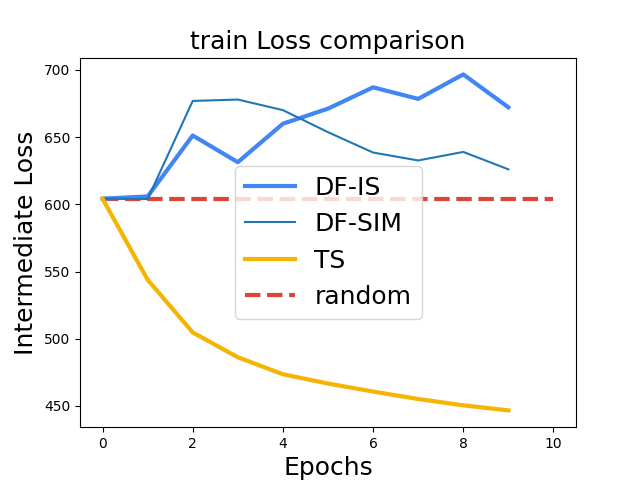 train Loss comparison
700
650
600
550
500
450
Intermediate Loss
DF-IS
DF-SIM
TS
random
0
2
4
6
8
10
Epochs